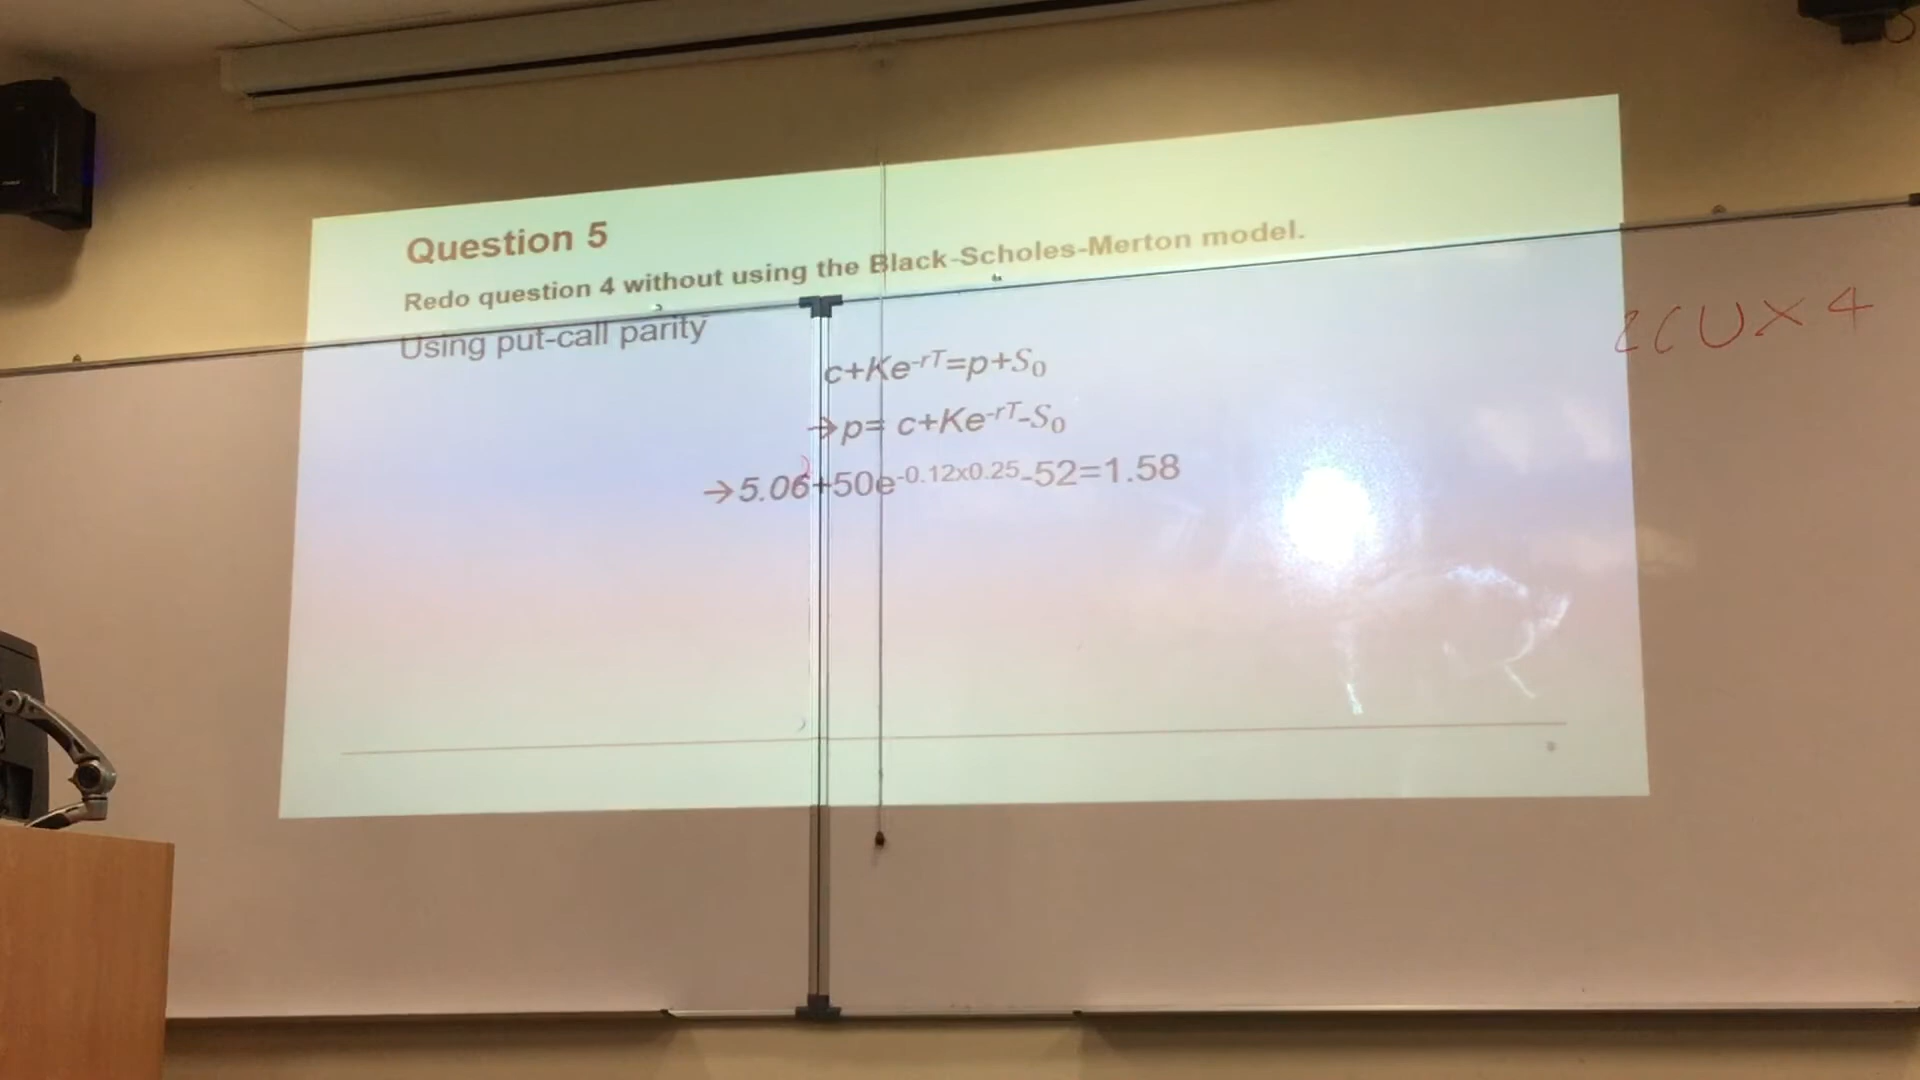 Question 5
Redo question 4 without using the Black-Scholes-Merton model.
Using put-call parity
c+Ke-rT=p+S0
→p= c+Ke-rT-S0
→5.06+50e-0.12x0.25-52=1.58
UX4